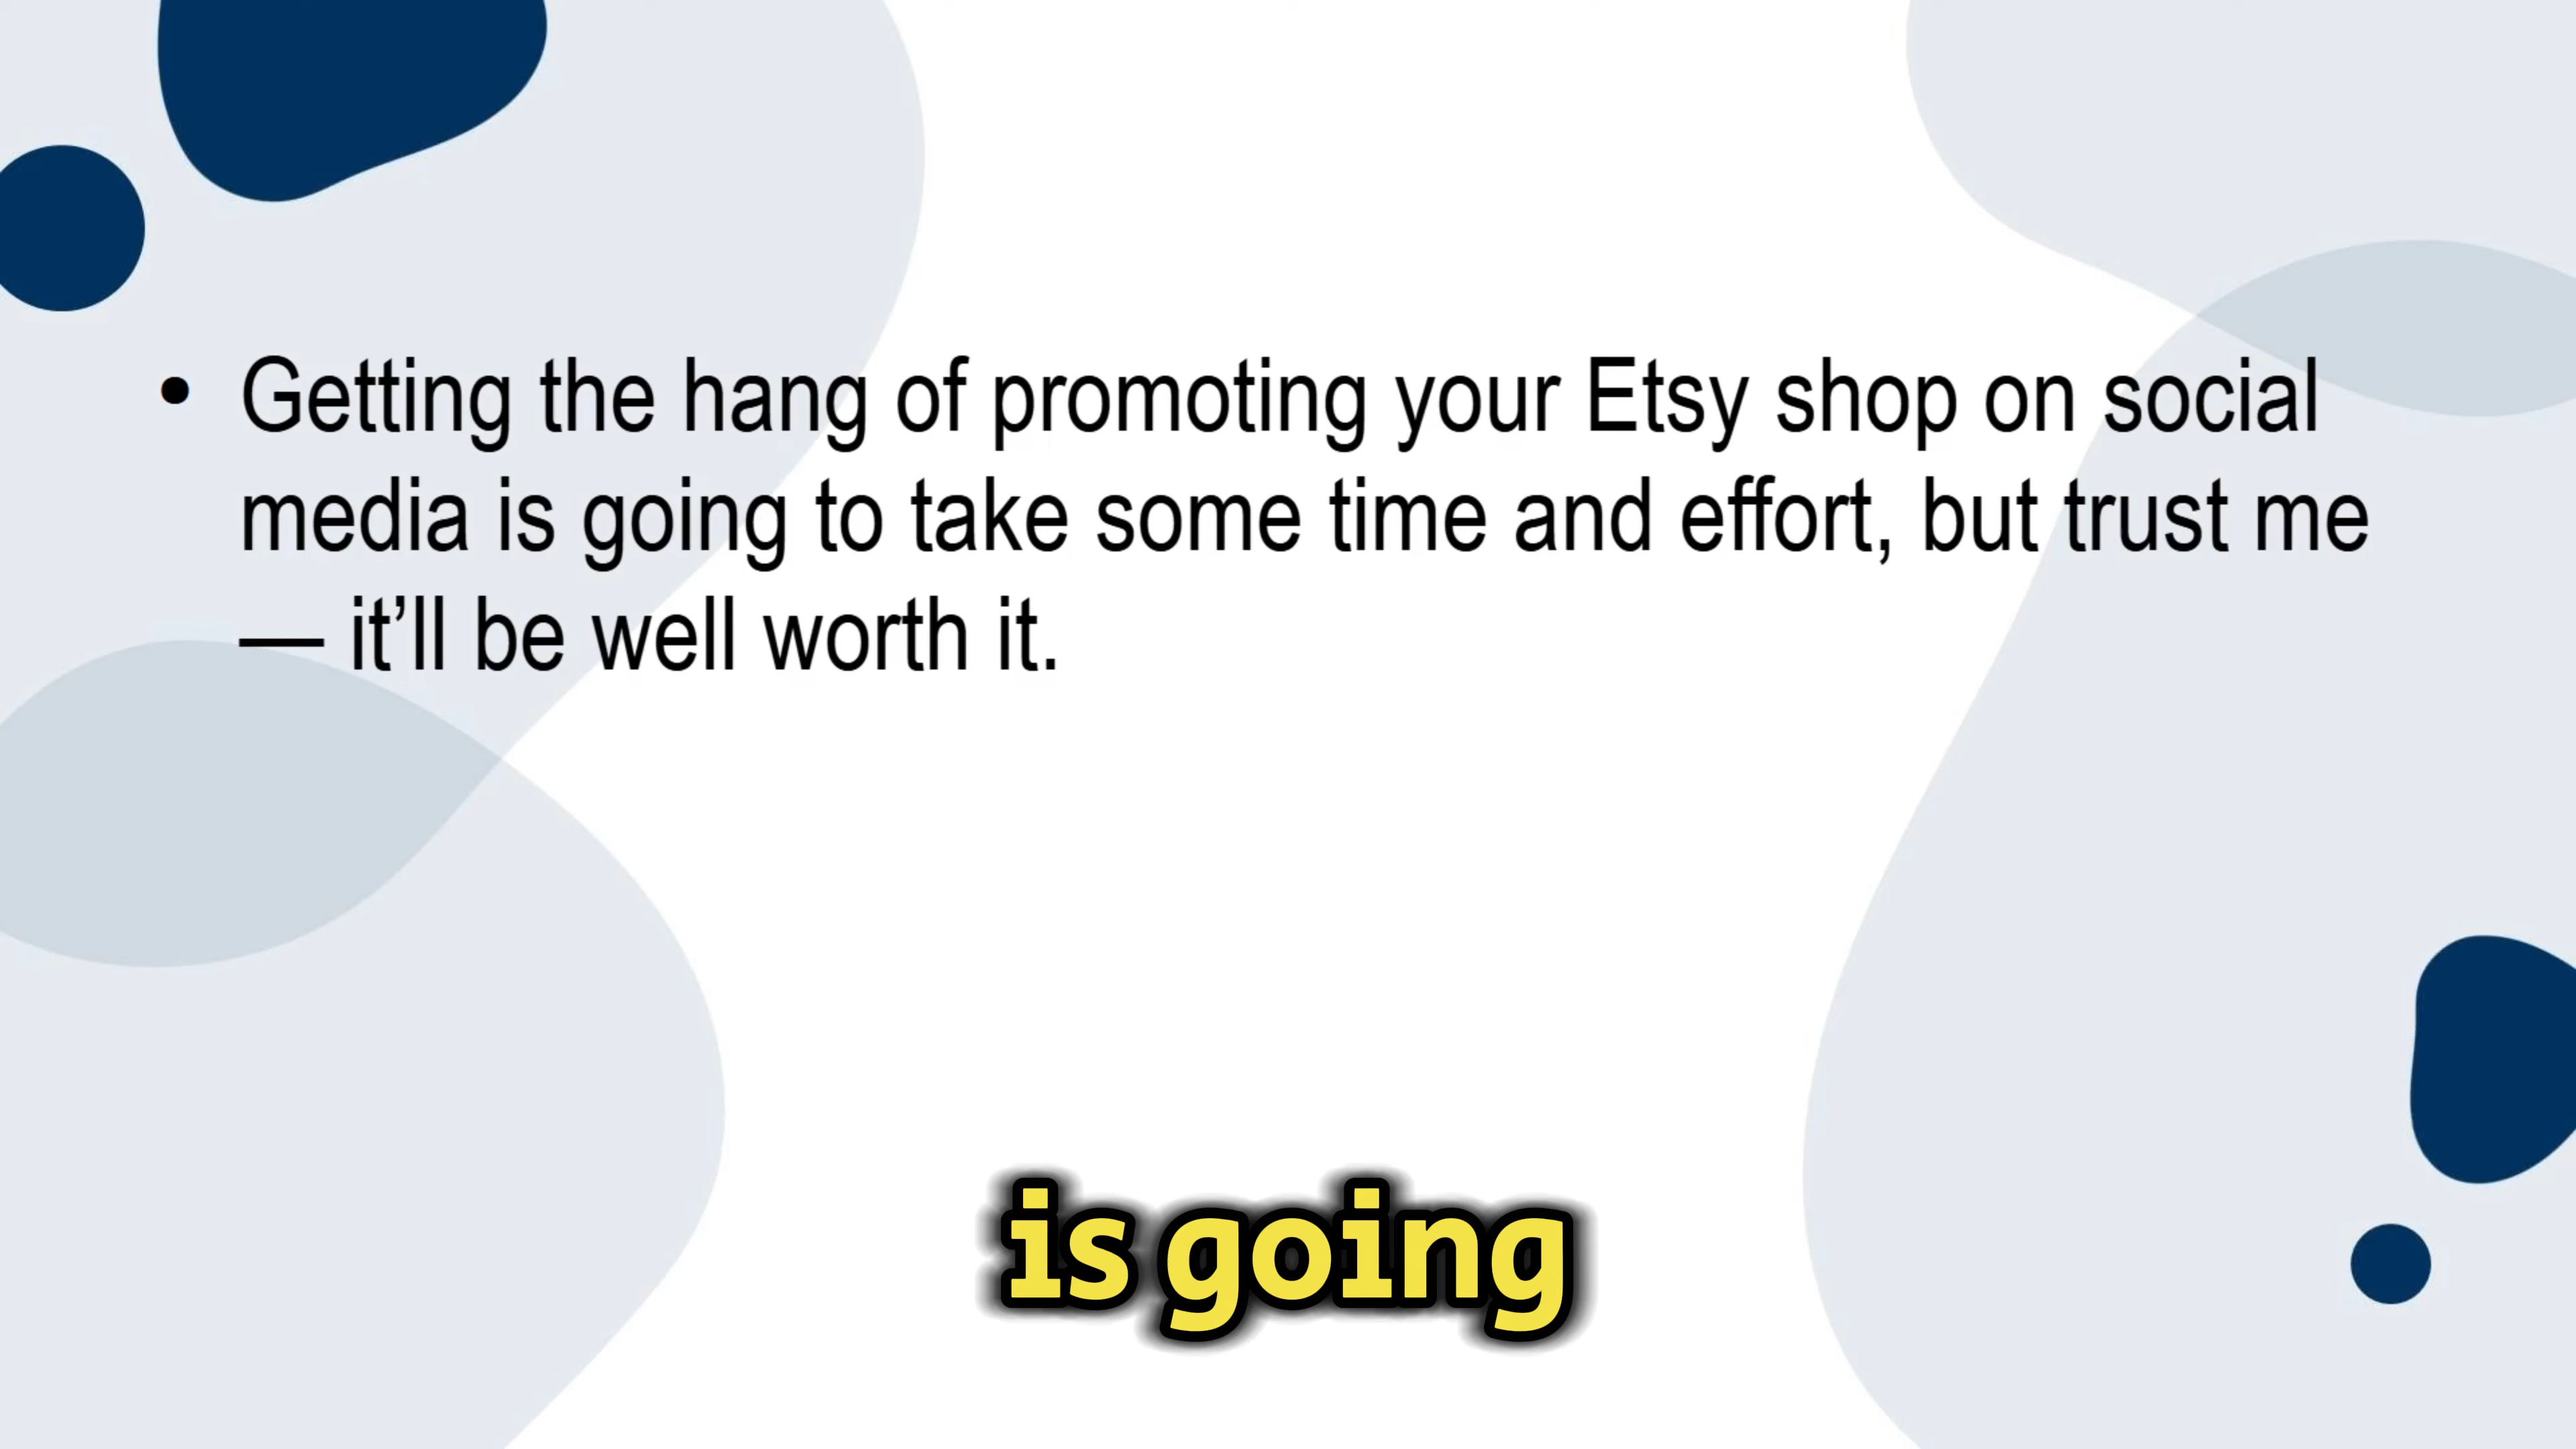 • Getting the hang of promoting your Etsy shop on social
media is going to take some time and effort, but trust me
— it’ll be well worth it.
is going